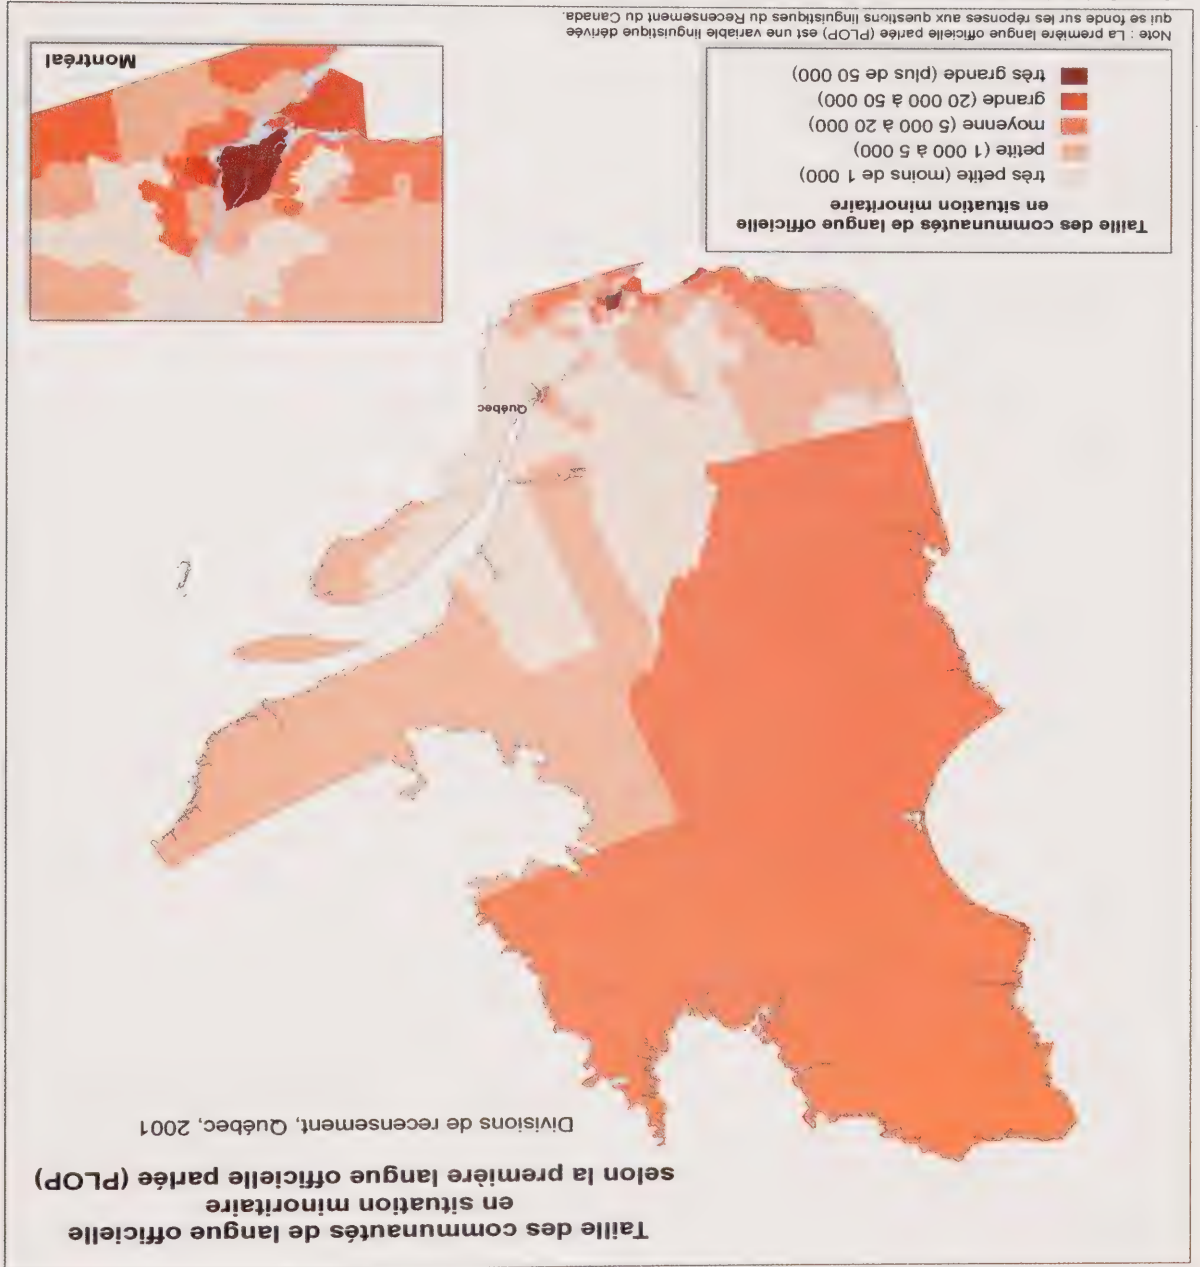 Taille des communautés de langue officielle
en situation minoritaire
selon la première langue officielle parlée (PLOP)
Divisions de recensement, Québec, 2001
Québec
Taille des communautés de langue officielle
en situation minoritaire
très petite (moins de 1 000)
petite (1 000 à 5 000)
moyenne (5 000 à 20 000)
grande (20 000 à 50 000)
très grande (plus de 50 000)
Montréal
Note : La première langue officielle parlée (PLOP) est une variable linguistique dérivée
qui se fonde sur les réponses aux questions linguistiques du Recensement du Canada.